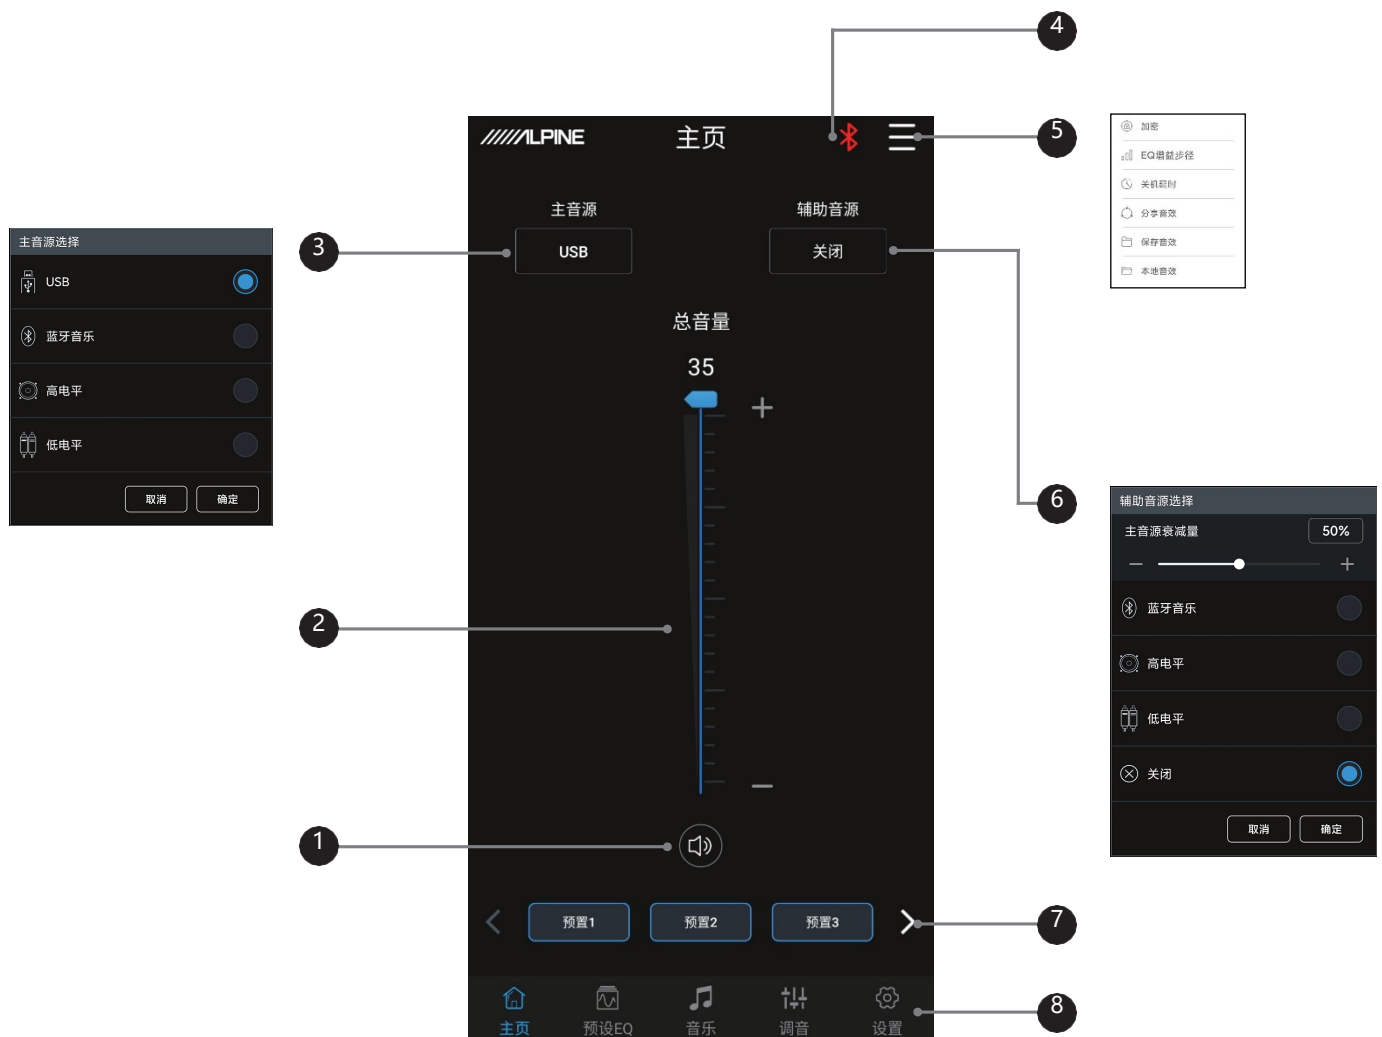 4
ALPINE
主页
5
加密
EQ增益步径
关机延时
分享音效
保存音效
本地音效
主音源
辅助音源
3
USB
关闭
主音源选择
USB
蓝牙音乐
高电平
低电平
取消
确定
总音量
35
6
辅助音源选择
主音源衰减量
50%
蓝牙音乐
高电平
低电平
关闭
取消
确定
2
1
预置1
预置2
预置3
7
主页
预设EQ
音乐
调音
设置
8